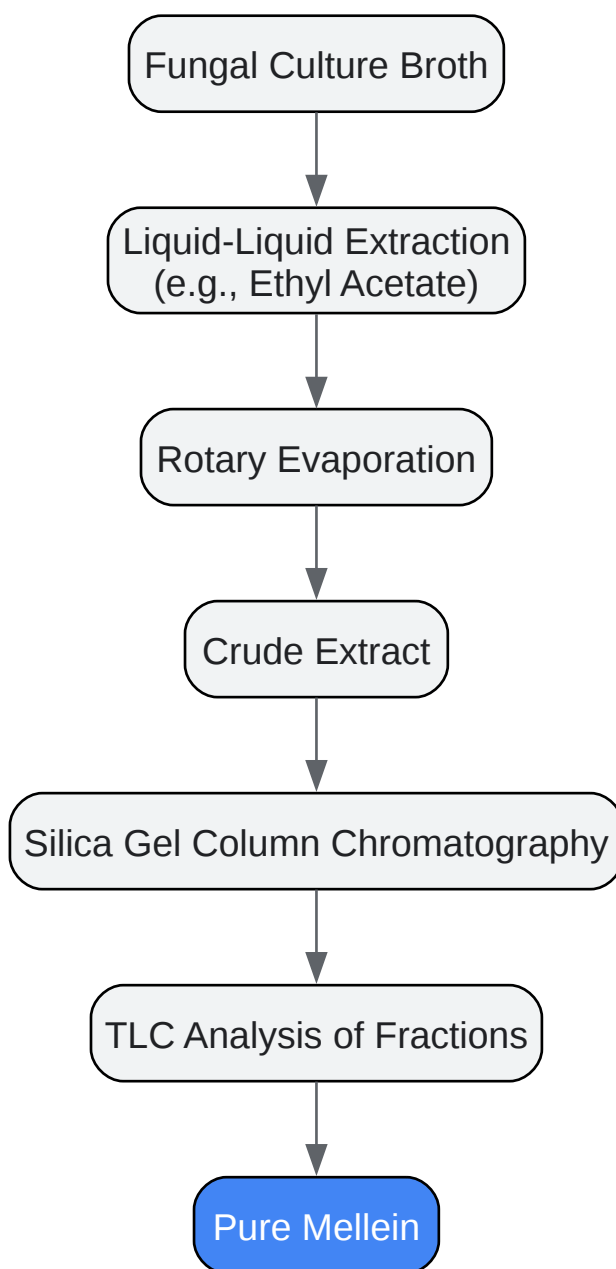 Fungal Culture Broth
Liquid-Liquid Extraction
(e.g., Ethyl Acetate)
Rotary Evaporation
Crude Extract
Silica Gel Column Chromatography
TLC Analysis of Fractions
Pure Mellein